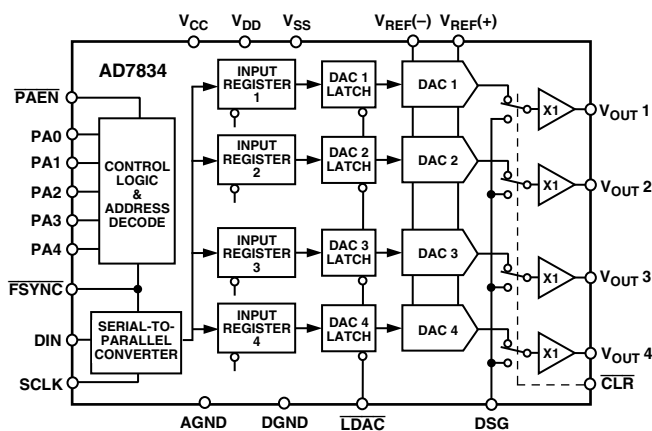 VCC VDD VSS VREF(–) VREF(+)
AD7834
PAEN
PA0
PA1
PA2
PA3
PA4
FSYNC
DIN
SCLK
CONTROL
LOGIC
&
ADDRESS
DECODE
SERIAL-TO-
PARALLEL
CONVERTER
INPUT
REGISTER
1
DAC 1
LATCH
DAC 1
X1
VOUT 1
INPUT
REGISTER
2
DAC 2
LATCH
DAC 2
X1
VOUT 2
INPUT
REGISTER
3
DAC 3
LATCH
DAC 3
X1
VOUT 3
INPUT
REGISTER
4
DAC 4
LATCH
DAC 4
X1
VOUT 4
CLR
AGND DGND LDAC DSG